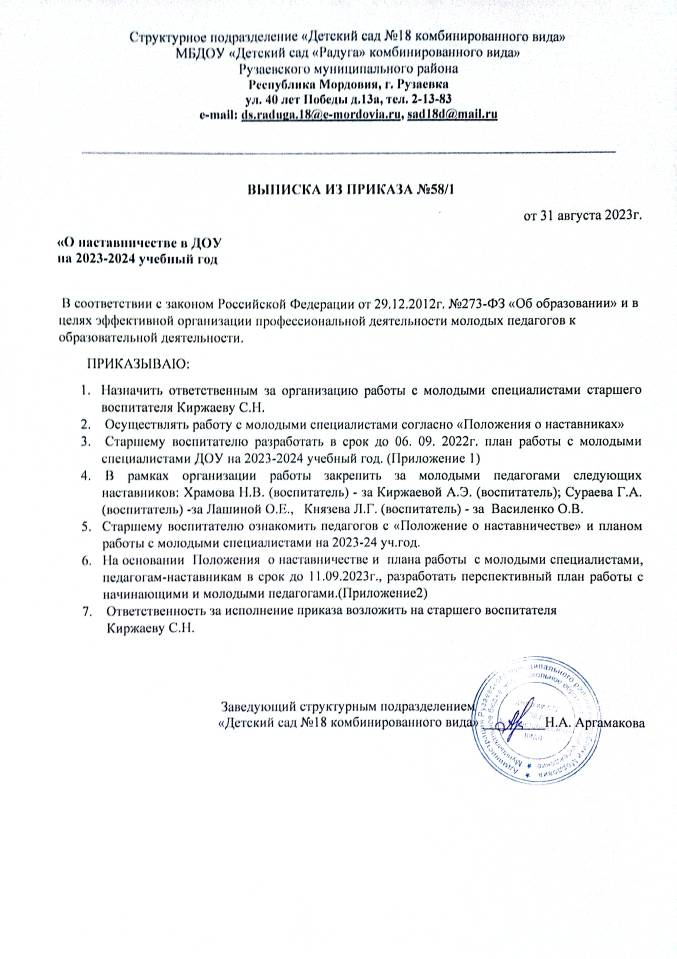 Структурное подразделение «Детский сад №18 комбинированного вида»
МБДОУ «Детский сад «Радуга» комбинированного вида»
Рузаевского муниципального района
Республика Мордовия, г. Рузаевка
ул. 40 лет Победы д.13а, тел. 2-13-83
e-mail: ds.raduga.18@e-mordovia.ru, sad18d@mail.ru
ВЫПИСКА ИЗ ПРИКАЗА №58/1
от 31 августа 2023г.
«О наставничестве в ДОУ
на 2023-2024 учебный год
В соответствии с законом Российской Федерации от 29.12.2012г. №273-ФЗ «Об образовании» и в
целях эффективной организации профессиональной деятельности молодых педагогов к
образовательной деятельности.
ПРИКАЗЫВАЮ:
1. Назначить ответственным за организацию работы с молодыми специалистами старшего
воспитателя Киржаеву С.Н.
2. Осуществлять работу с молодыми специалистами согласно «Положения о наставниках»
3. Старшему воспитателю разработать в срок до 06. 09. 2022г. план работы с молодыми
специалистами ДОУ на 2023-2024 учебный год. (Приложение 1)
4. В рамках организации работы закрепить за молодыми педагогами следующих
наставников: Храмова Н.В. (воспитатель) - за Киржаевой А.Э. (воспитатель); Сураева Г.А.
(воспитатель) -за Лашиной О.Е., Князева Л.Г. (воспитатель) - за Василенко О.В.
5. Старшему воспитателю ознакомить педагогов с «Положение о наставничестве» и планом
работы с молодыми специалистами на 2023-24 уч.год.
6. На основании Положения о наставничестве и плана работы с молодыми специалистами,
педагогам-наставникам в срок до 11.09.2023г., разработать перспективный план работы с
начинающими и молодыми педагогами.(Приложение2)
7. Ответственность за исполнение приказа возложить на старшего воспитателя
Киржаеву С.Н.
Заведующий структурным подразделением
«Детский сад №18 комбинированного вида» Н.А. Аргамакова